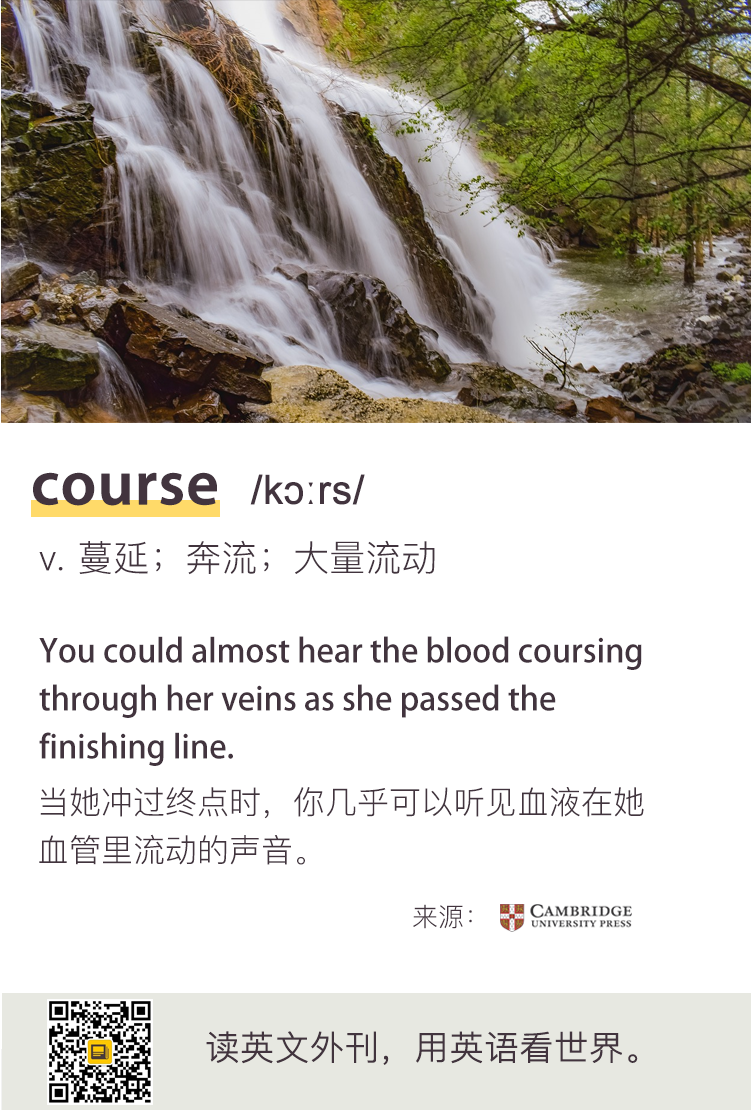 course /kɔːrs/
v. 蔓延；奔流；大量流动
You could almost hear the blood coursing
through her veins as she passed the
finishing line.
当她冲过终点时，你几乎可以听见血液在她
血管里流动的声音。
来源： CAMBRIDGE
UNIVERSITY PRESS
读英文外刊，用英语看世界。